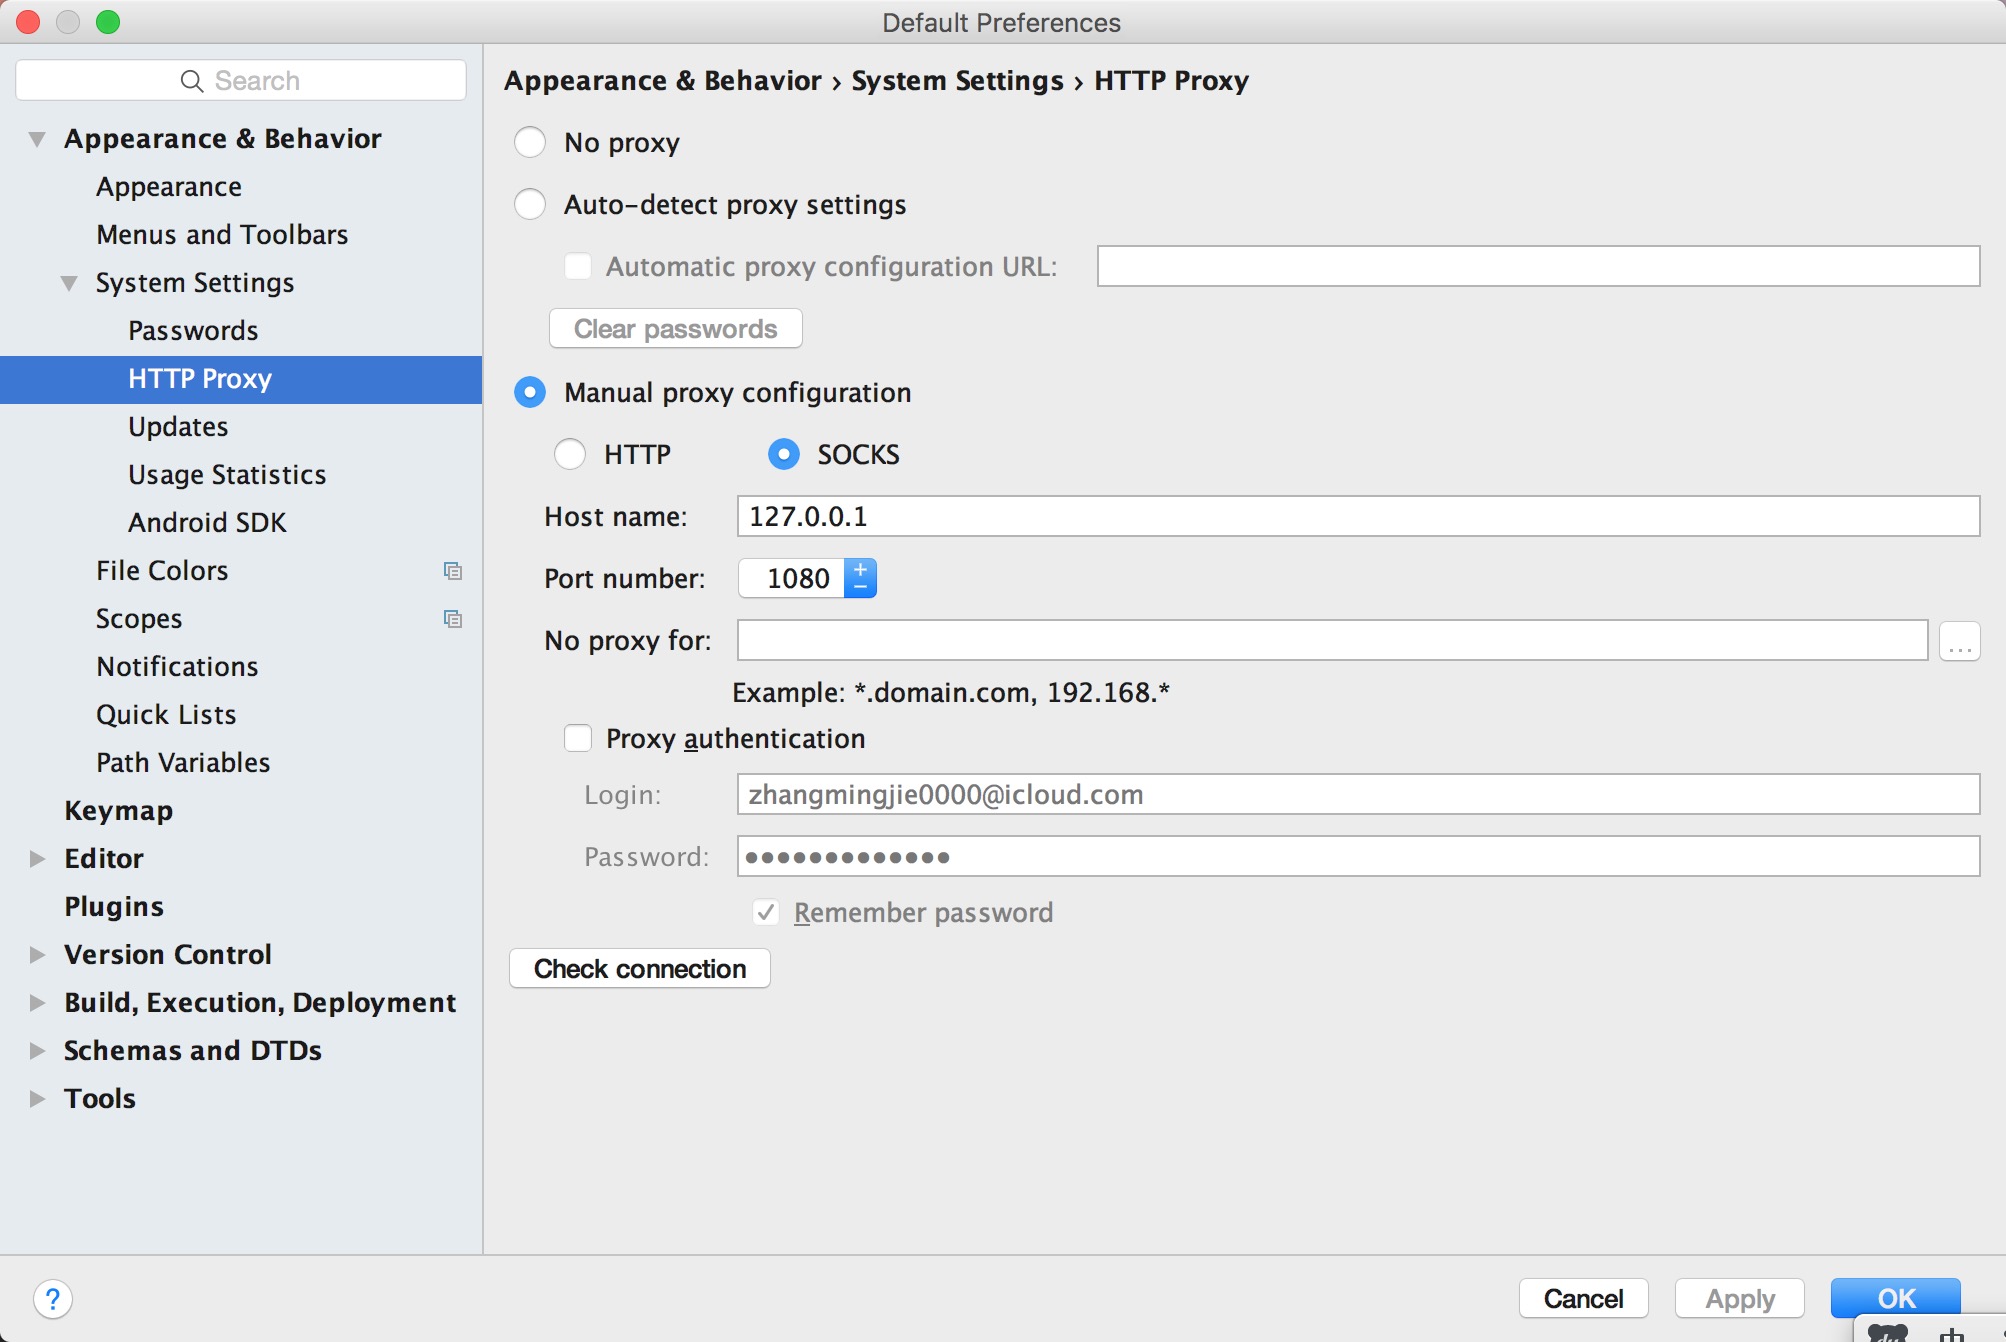 Default Preferences
Search
Appearance & Behavior
Appearance
Menus and Toolbars
System Settings
Passwords
HTTP Proxy
Updates
Usage Statistics
Android SDK
File Colors
Scopes
Notifications
Quick Lists
Path Variables
Keymap
Editor
Plugins
Version Control
Build, Execution, Deployment
Schemas and DTDs
Tools
Appearance & Behavior › System Settings › HTTP Proxy
No proxy
Auto-detect proxy settings
Automatic proxy configuration URL:
Clear passwords
Manual proxy configuration
HTTP SOCKS
Host name: 127.0.0.1
Port number: 1080
No proxy for: ...
Example: *.domain.com, 192.168.*
Proxy authentication
Login: zhangmingjie0000@icloud.com
Password: •••••••••••••
Remember password
Check connection
? Cancel Apply OK